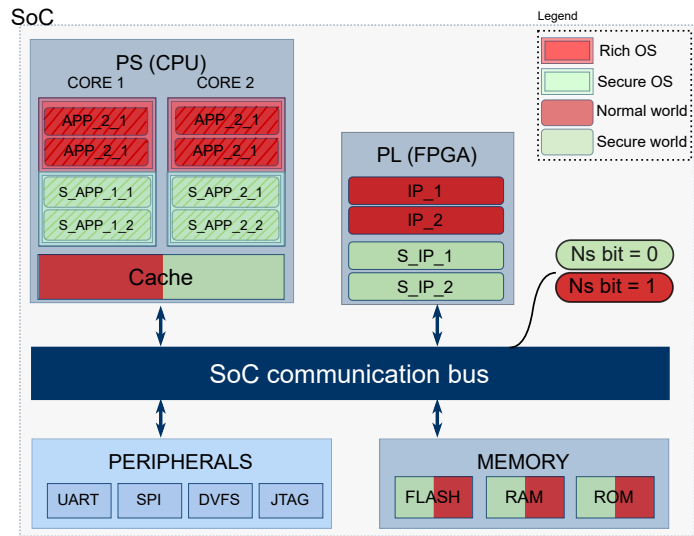 SoC
Legend
Rich OS
Secure OS
Normal world
Secure world
PS (CPU)
CORE 1
CORE 2
APP_2_1
APP_2_1
APP_2_1
APP_2_1
S_APP_1_1
S_APP_2_1
S_APP_1_2
S_APP_2_2
Cache
PL (FPGA)
IP_1
IP_2
S_IP_1
S_IP_2
Ns bit = 0
Ns bit = 1
SoC communication bus
PERIPHERALS
UART
SPI
DVFS
JTAG
MEMORY
FLASH
RAM
ROM